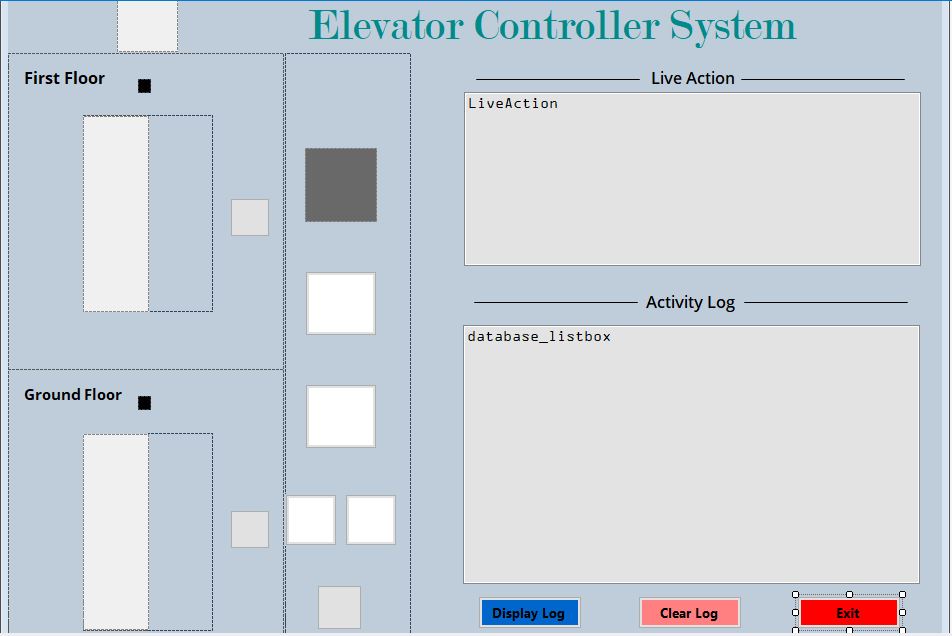 Elevator Controller System
First Floor
Live Action
LiveAction
Activity Log
database_listbox
Ground Floor
Display Log
Clear Log
Exit